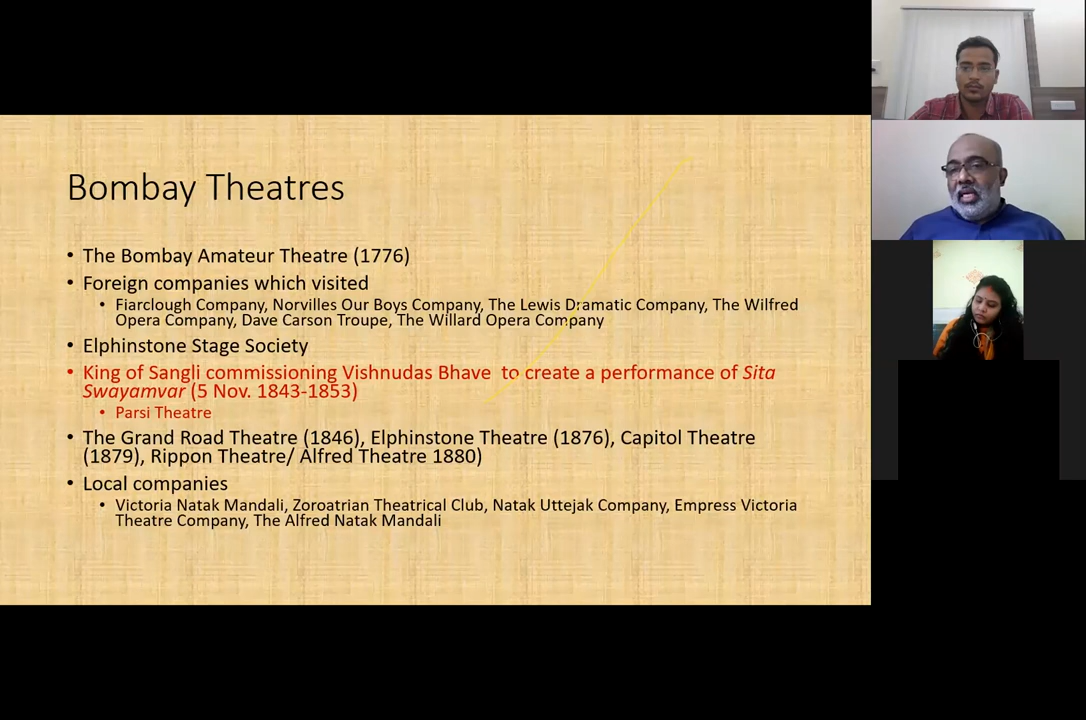 Bombay Theatres
• The Bombay Amateur Theatre (1776)
• Foreign companies which visited
• Fiarclough Company, Norvilles Our Boys Company, The Lewis Dramatic Company, The Wilfred
Opera Company, Dave Carson Troupe, The Willard Opera Company
• Elphinstone Stage Society
• King of Sangli commissioning Vishnudas Bhave to create a performance of Sita
Swayamvar (5 Nov. 1843-1853)
• Parsi Theatre
• The Grand Road Theatre (1846), Elphinstone Theatre (1876), Capitol Theatre
(1879), Rippon Theatre/ Alfred Theatre 1880)
• Local companies
• Victoria Natak Mandali, Zoroatrian Theatrical Club, Natak Uttejak Company, Empress Victoria
Theatre Company, The Alfred Natak Mandali